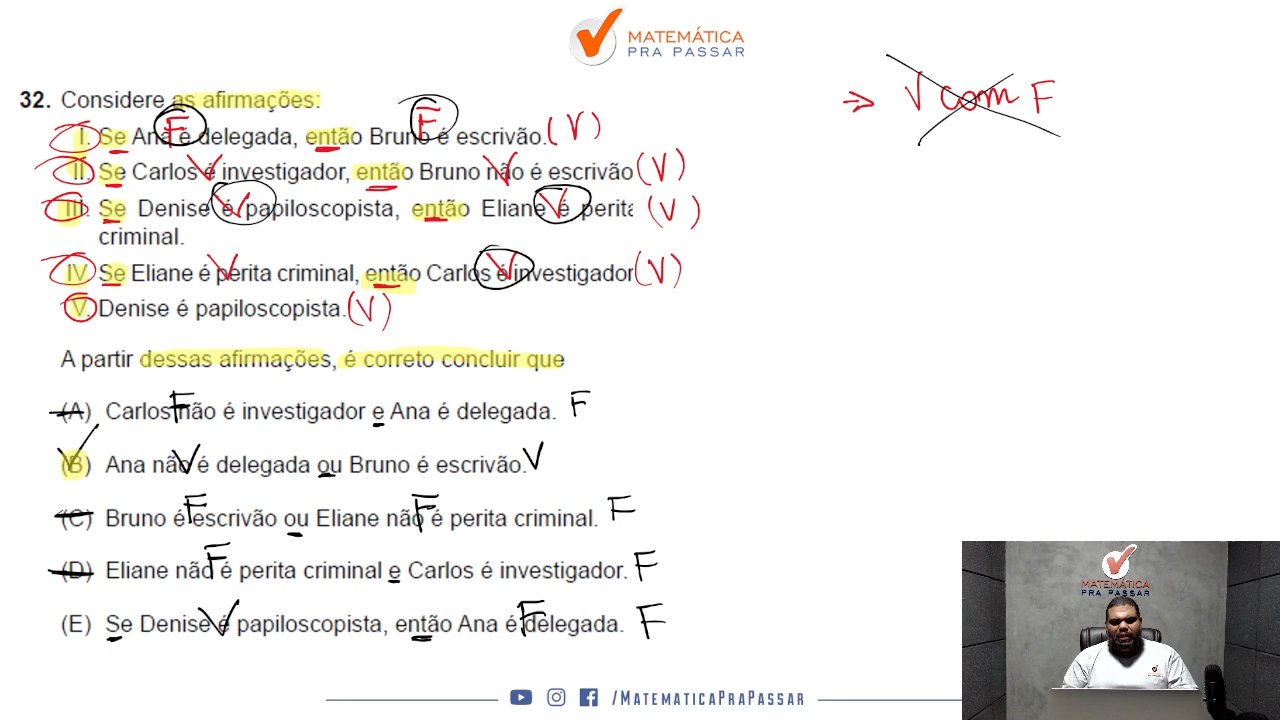 MATEMÁTICA
PRA PASSAR
⇒ V com F
32. Considere as afirmações:
F F
I. Se Ana é delegada, então Bruno é escrivão. (V)
V V
II. Se Carlos é investigador, então Bruno não é escrivão (V)
V V
III. Se Denise é papiloscopista, então Eliane é perita (V)
criminal.
V V
IV Se Eliane é perita criminal, então Carlos é investigador (V)
V. Denise é papiloscopista. (V)
A partir dessas afirmações, é correto concluir que
F
(A) Carlos não é investigador e Ana é delegada. F
V
(B) Ana não é delegada ou Bruno é escrivão. V
F F
(C) Bruno é escrivão ou Eliane não é perita criminal. F
F
(D) Eliane não é perita criminal e Carlos é investigador. F
V F
(E) Se Denise é papiloscopista, então Ana é delegada. F
MATEMÁTICA
PRA PASSAR
/MATEMATICAPRAPASSAR